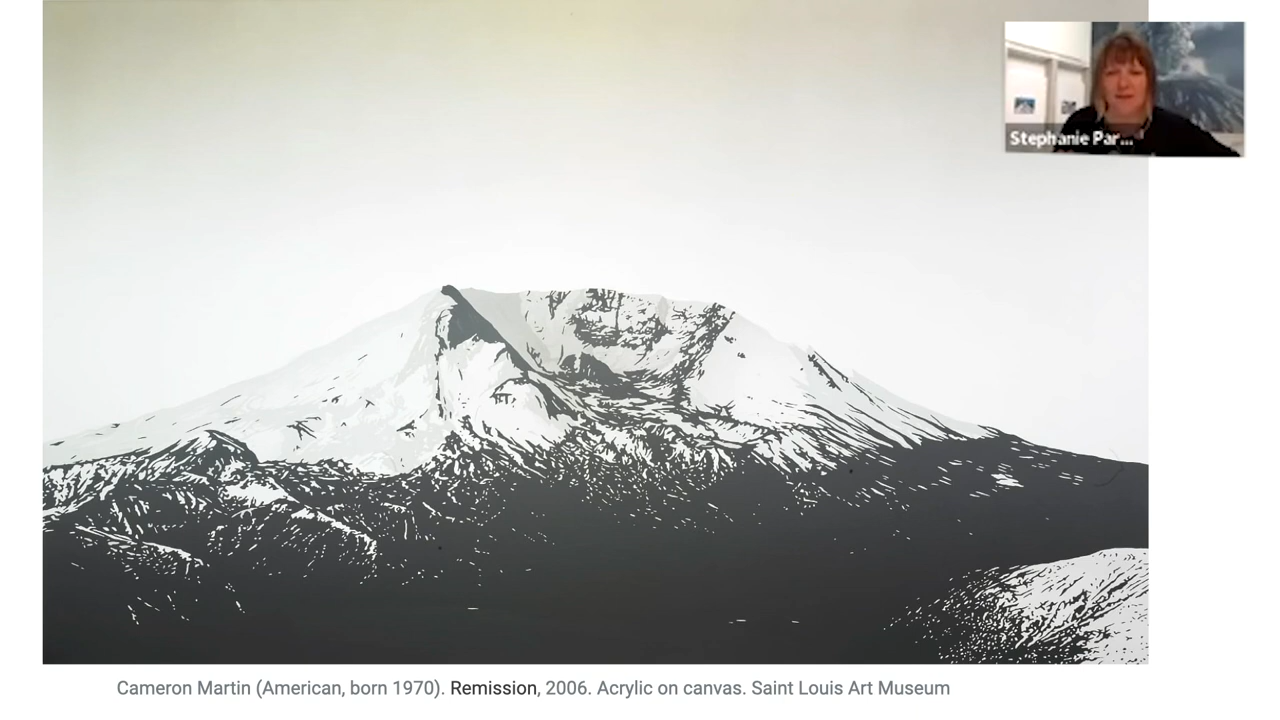 Stephanie Par...
Cameron Martin (American, born 1970). Remission, 2006. Acrylic on canvas. Saint Louis Art Museum